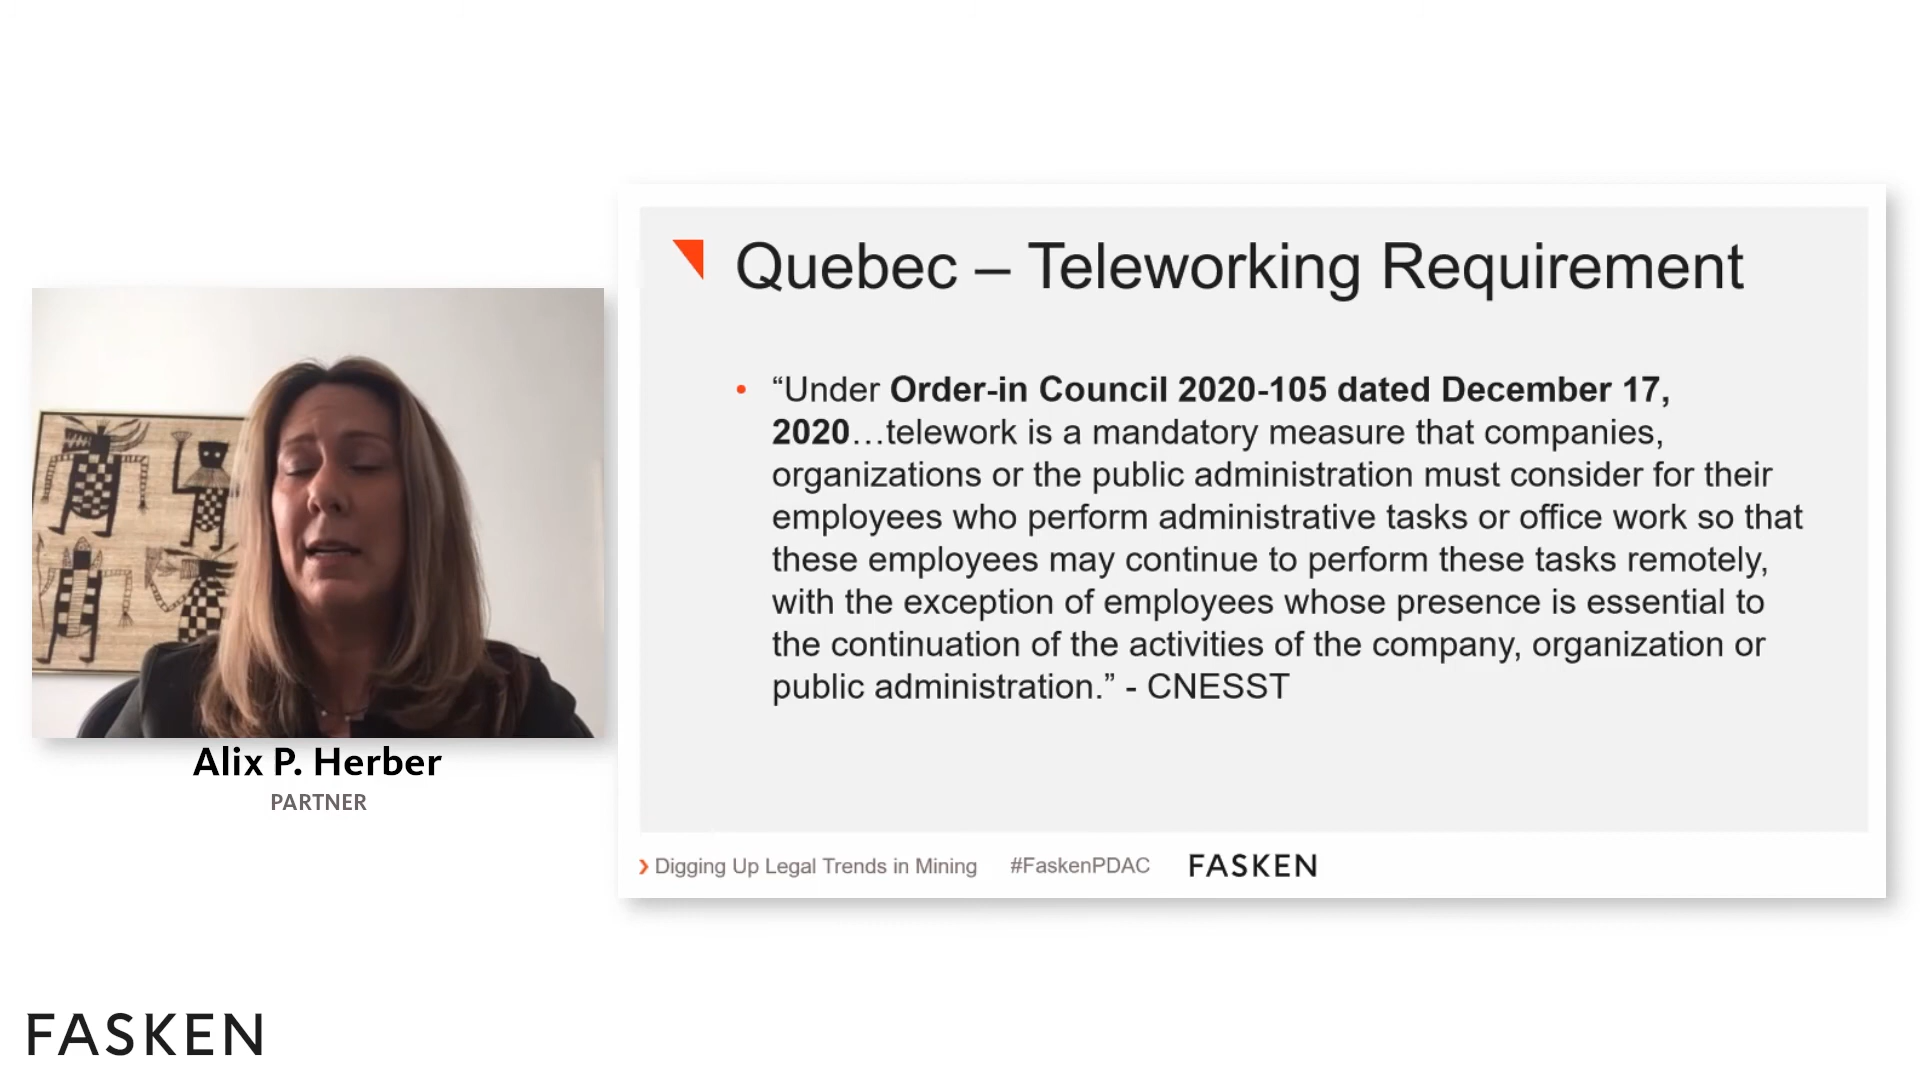 Quebec – Teleworking Requirement
• “Under Order-in Council 2020-105 dated December 17,
2020…telework is a mandatory measure that companies,
organizations or the public administration must consider for their
employees who perform administrative tasks or office work so that
these employees may continue to perform these tasks remotely,
with the exception of employees whose presence is essential to
the continuation of the activities of the company, organization or
public administration.” - CNESST
Alix P. Herber
PARTNER
Digging Up Legal Trends in Mining #FaskenPDAC FASKEN
FASKEN